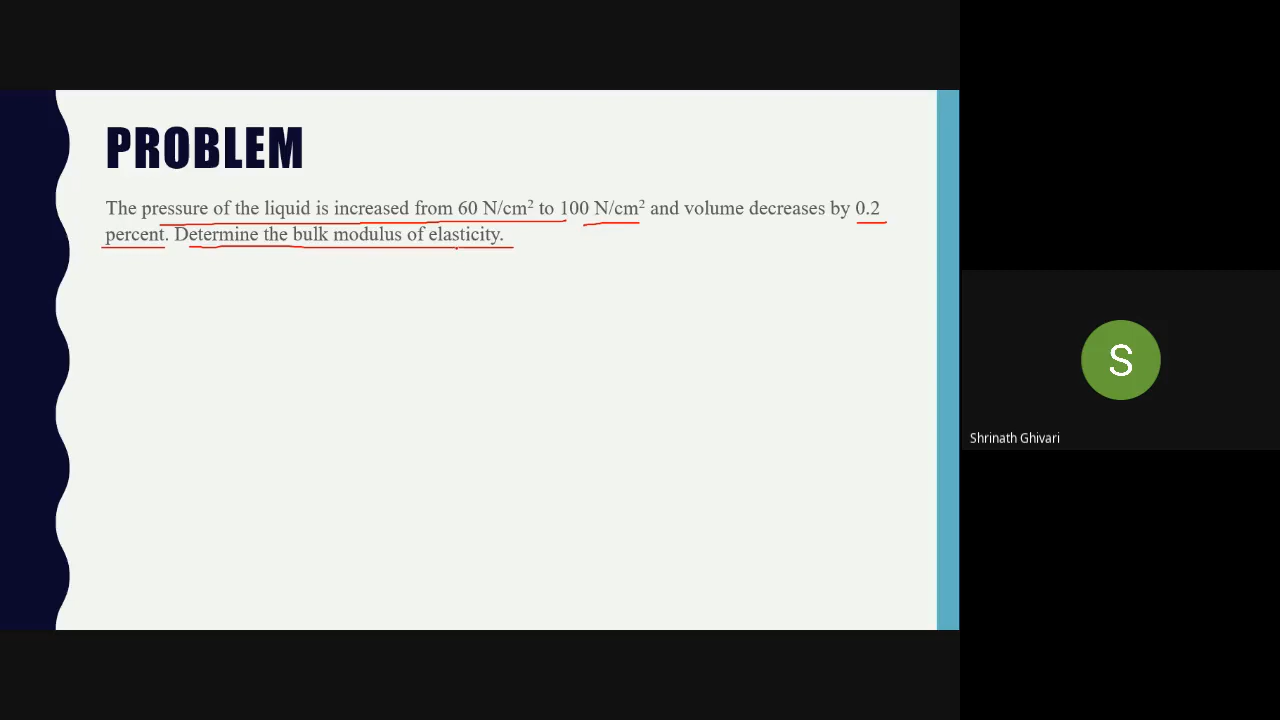 PROBLEM
The pressure of the liquid is increased from 60 N/cm² to 100 N/cm² and volume decreases by 0.2
percent. Determine the bulk modulus of elasticity.
S
Shrinath Ghivari